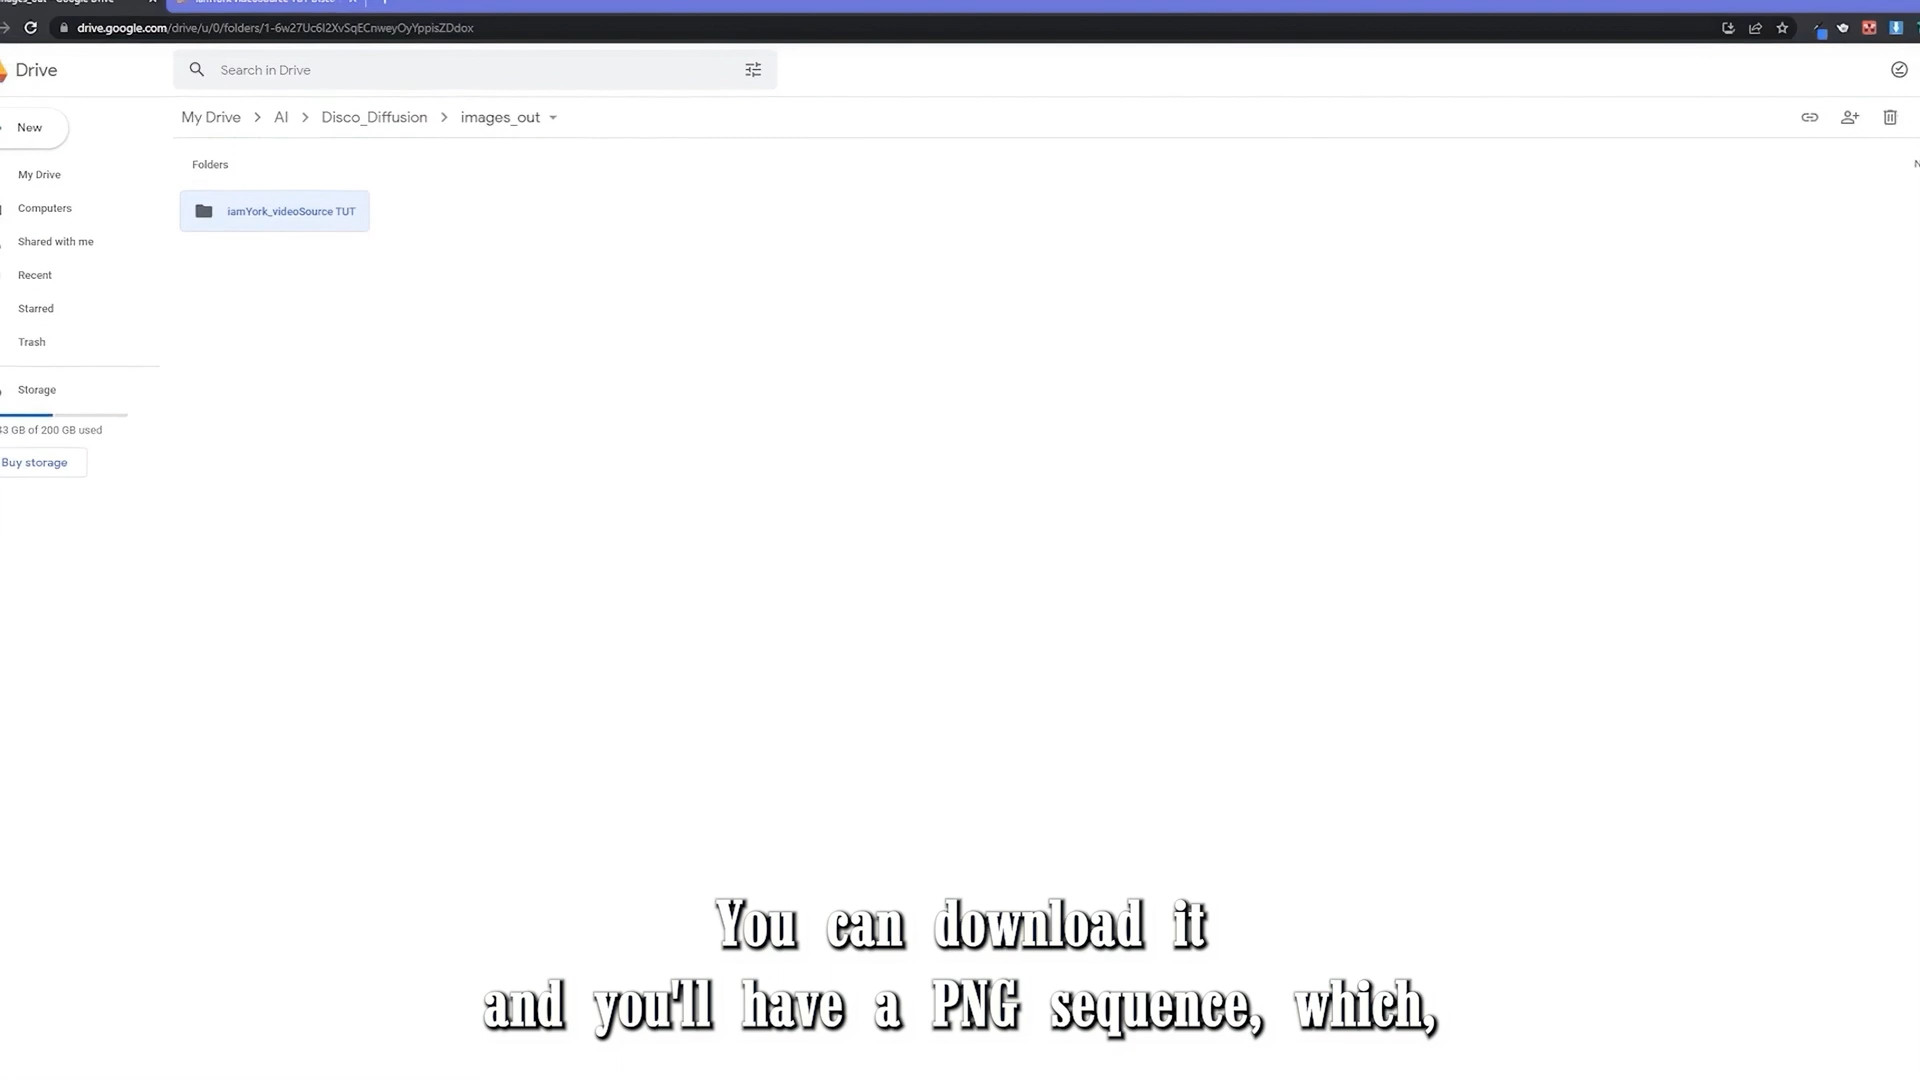 drive.google.com/drive/u/0/folders/1-6w27Uc6I2XvSqECnweyOyYppisZDdox
Drive
Search in Drive
New
My Drive > AI > Disco_Diffusion > images_out
Folders
My Drive
iamYork_videoSource TUT
Computers
Shared with me
Recent
Starred
Trash
Storage
GB of 200 GB used
Buy storage
You can download it
and you'll have a PNG sequence, which,